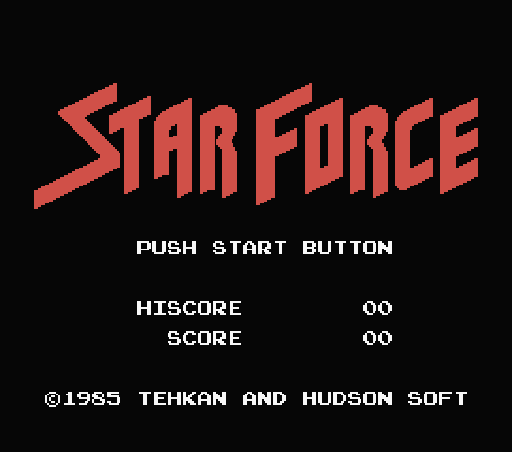 STAR FORCE
PUSH START BUTTON
HISCORE 00
SCORE 00
©1985 TEHKAN AND HUDSON SOFT